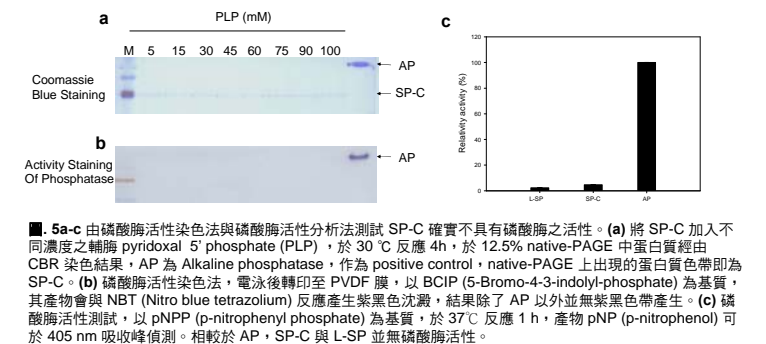 a
PLP (mM)
M 5 15 30 45 60 75 90 100
Coomassie
Blue Staining
AP
SP-C
b
Activity Staining
Of Phosphatase
AP
c
Relativity activity (%)
120
100
80
60
40
20
0
L-SP SP-C AP
. 5a-c 由磷酸脢活性染色法與磷酸脢活性分析法測試 SP-C 確實不具有磷酸脢之活性。(a) 將 SP-C 加入不
同濃度之輔脢 pyridoxal 5' phosphate (PLP) ,於 30 ℃ 反應 4h,於 12.5% native-PAGE 中蛋白質經由
CBR 染色結果,AP 為 Alkaline phosphatase,作為 positive control,native-PAGE 上出現的蛋白質色帶即為
SP-C。(b) 磷酸脢活性染色法,電泳後轉印至 PVDF 膜,以 BCIP (5-Bromo-4-3-indolyl-phosphate) 為基質,
其產物會與 NBT (Nitro blue tetrazolium) 反應產生紫黑色沈澱,結果除了 AP 以外並無紫黑色帶產生。(c) 磷
酸脢活性測試,以 pNPP (p-nitrophenyl phosphate) 為基質,於 37℃ 反應 1 h,產物 pNP (p-nitrophenol) 可
於 405 nm 吸收峰偵測。相較於 AP,SP-C 與 L-SP 並無磷酸脢活性。